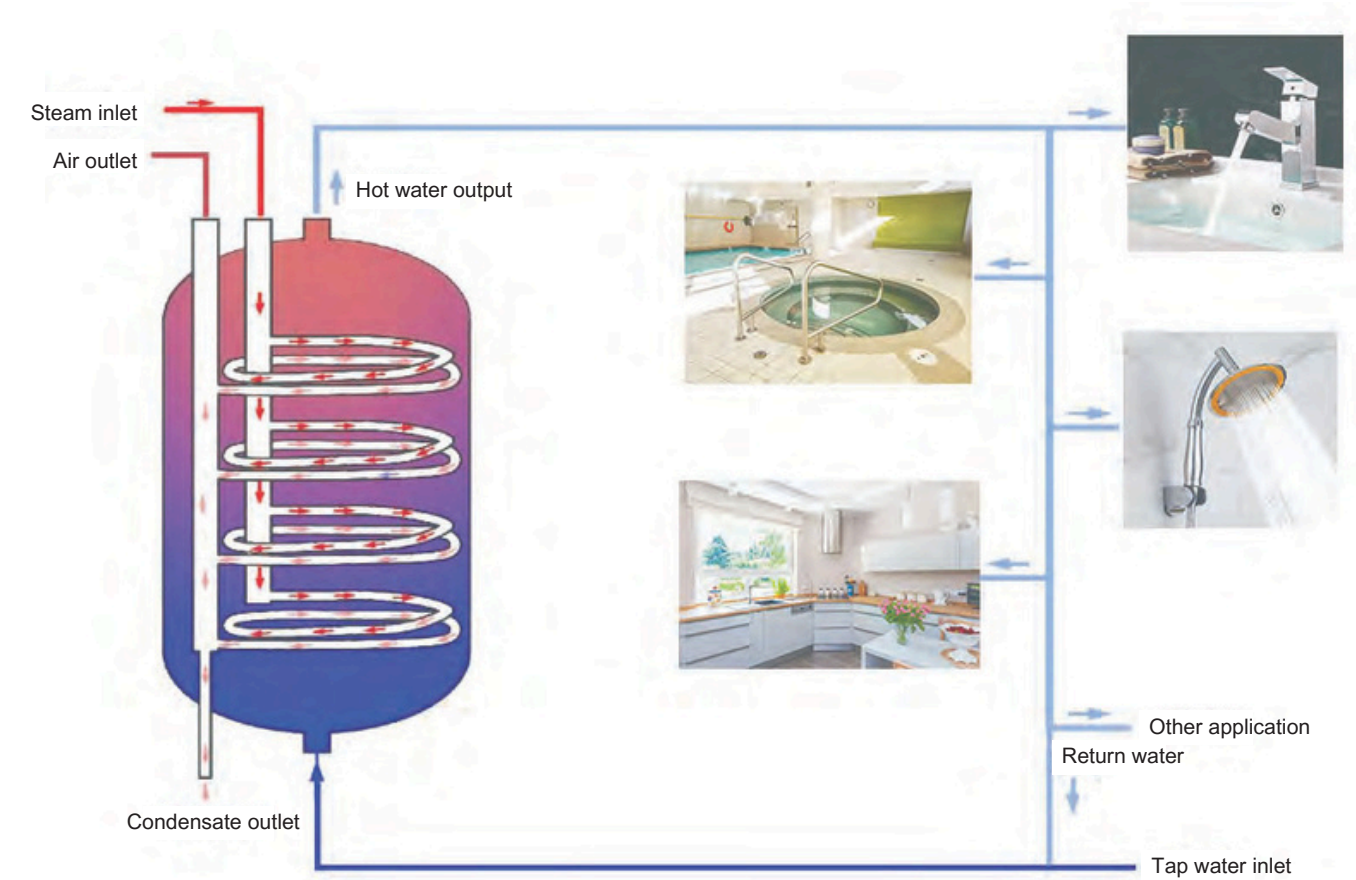 Steam inlet
Air outlet
Hot water output
Other application
Return water
Condensate outlet
Tap water inlet